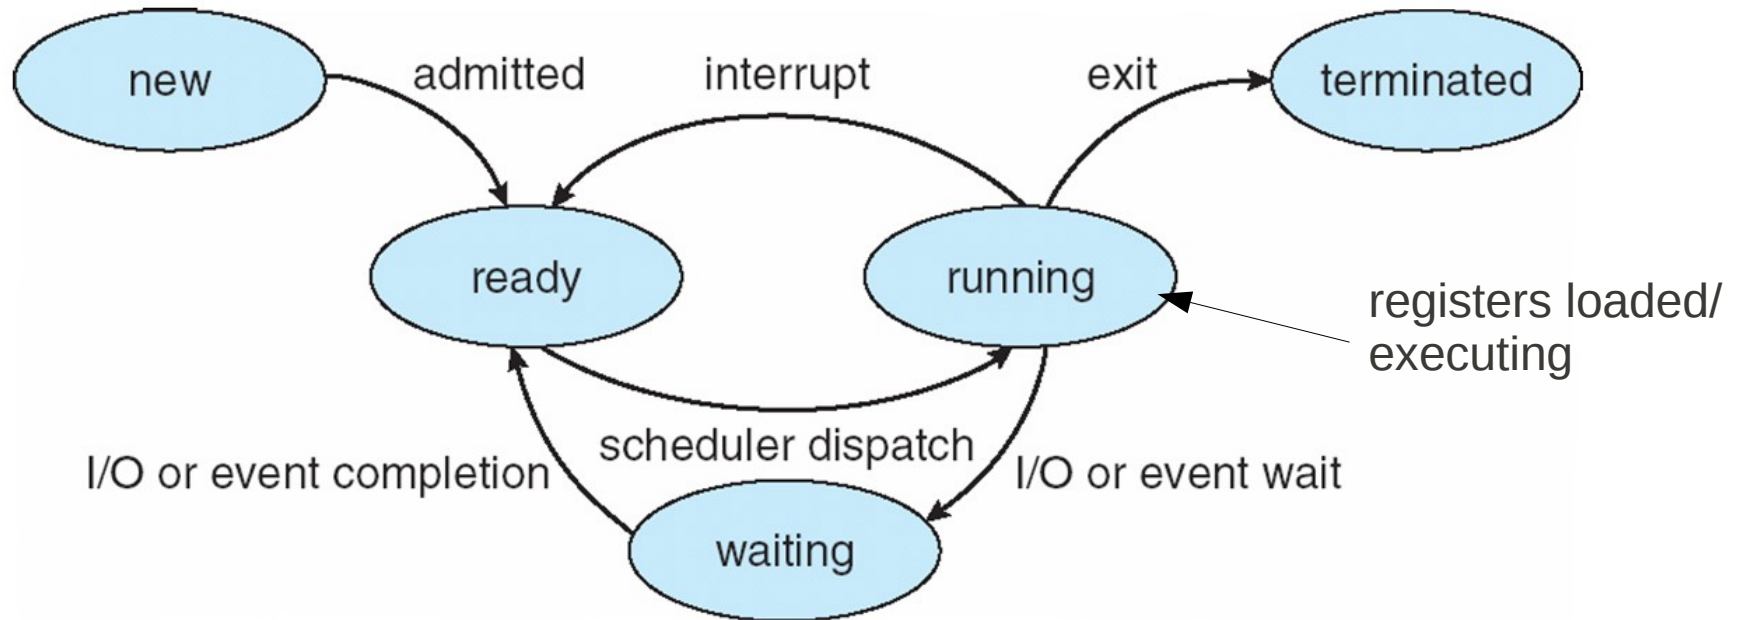 new
admitted
interrupt
exit
terminated
ready
running
registers loaded/
executing
scheduler dispatch
I/O or event completion
I/O or event wait
waiting